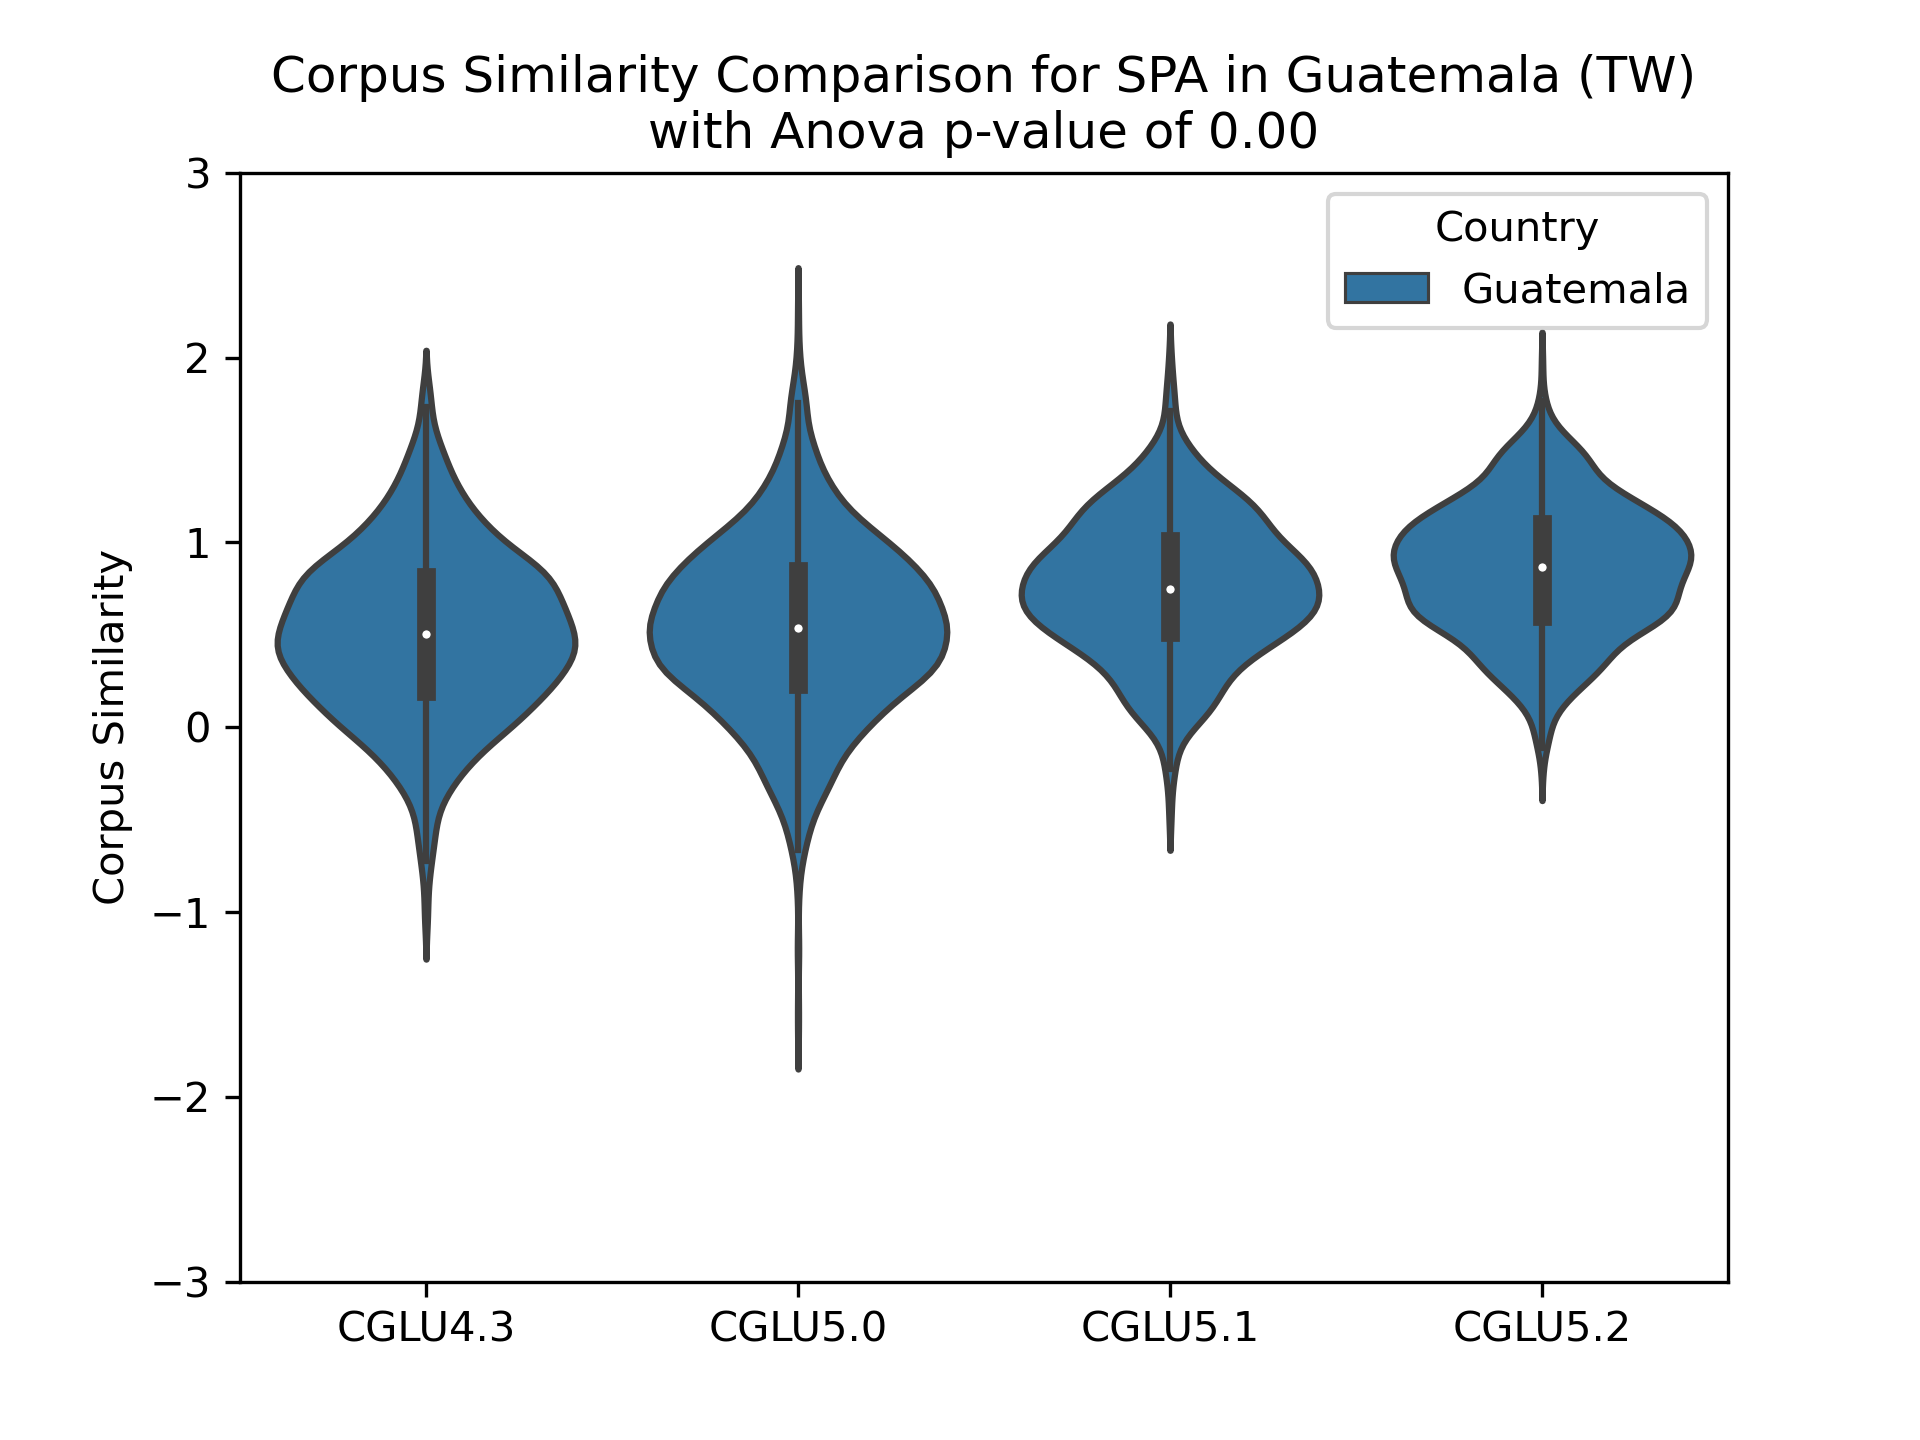 Corpus Similarity Comparison for SPA in Guatemala (TW)
with Anova p-value of 0.00
3
2
1
0
−1
−2
−3
Corpus Similarity
Country
Guatemala
CGLU4.3
CGLU5.0
CGLU5.1
CGLU5.2